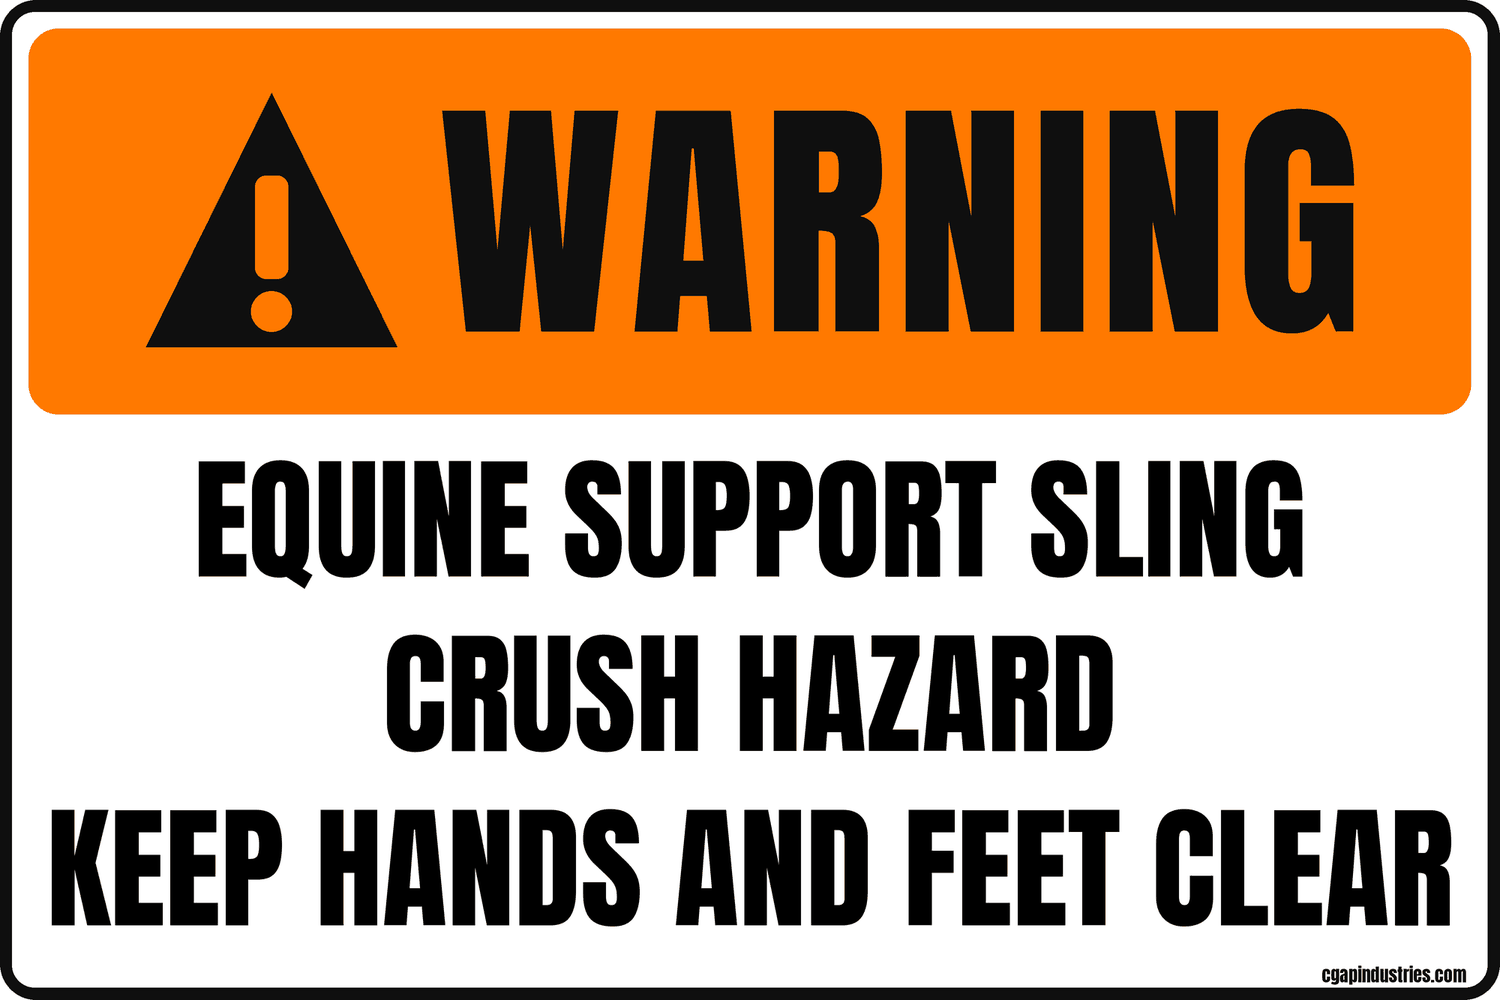 WARNING
EQUINE SUPPORT SLING
CRUSH HAZARD
KEEP HANDS AND FEET CLEAR
cgapindustries.com